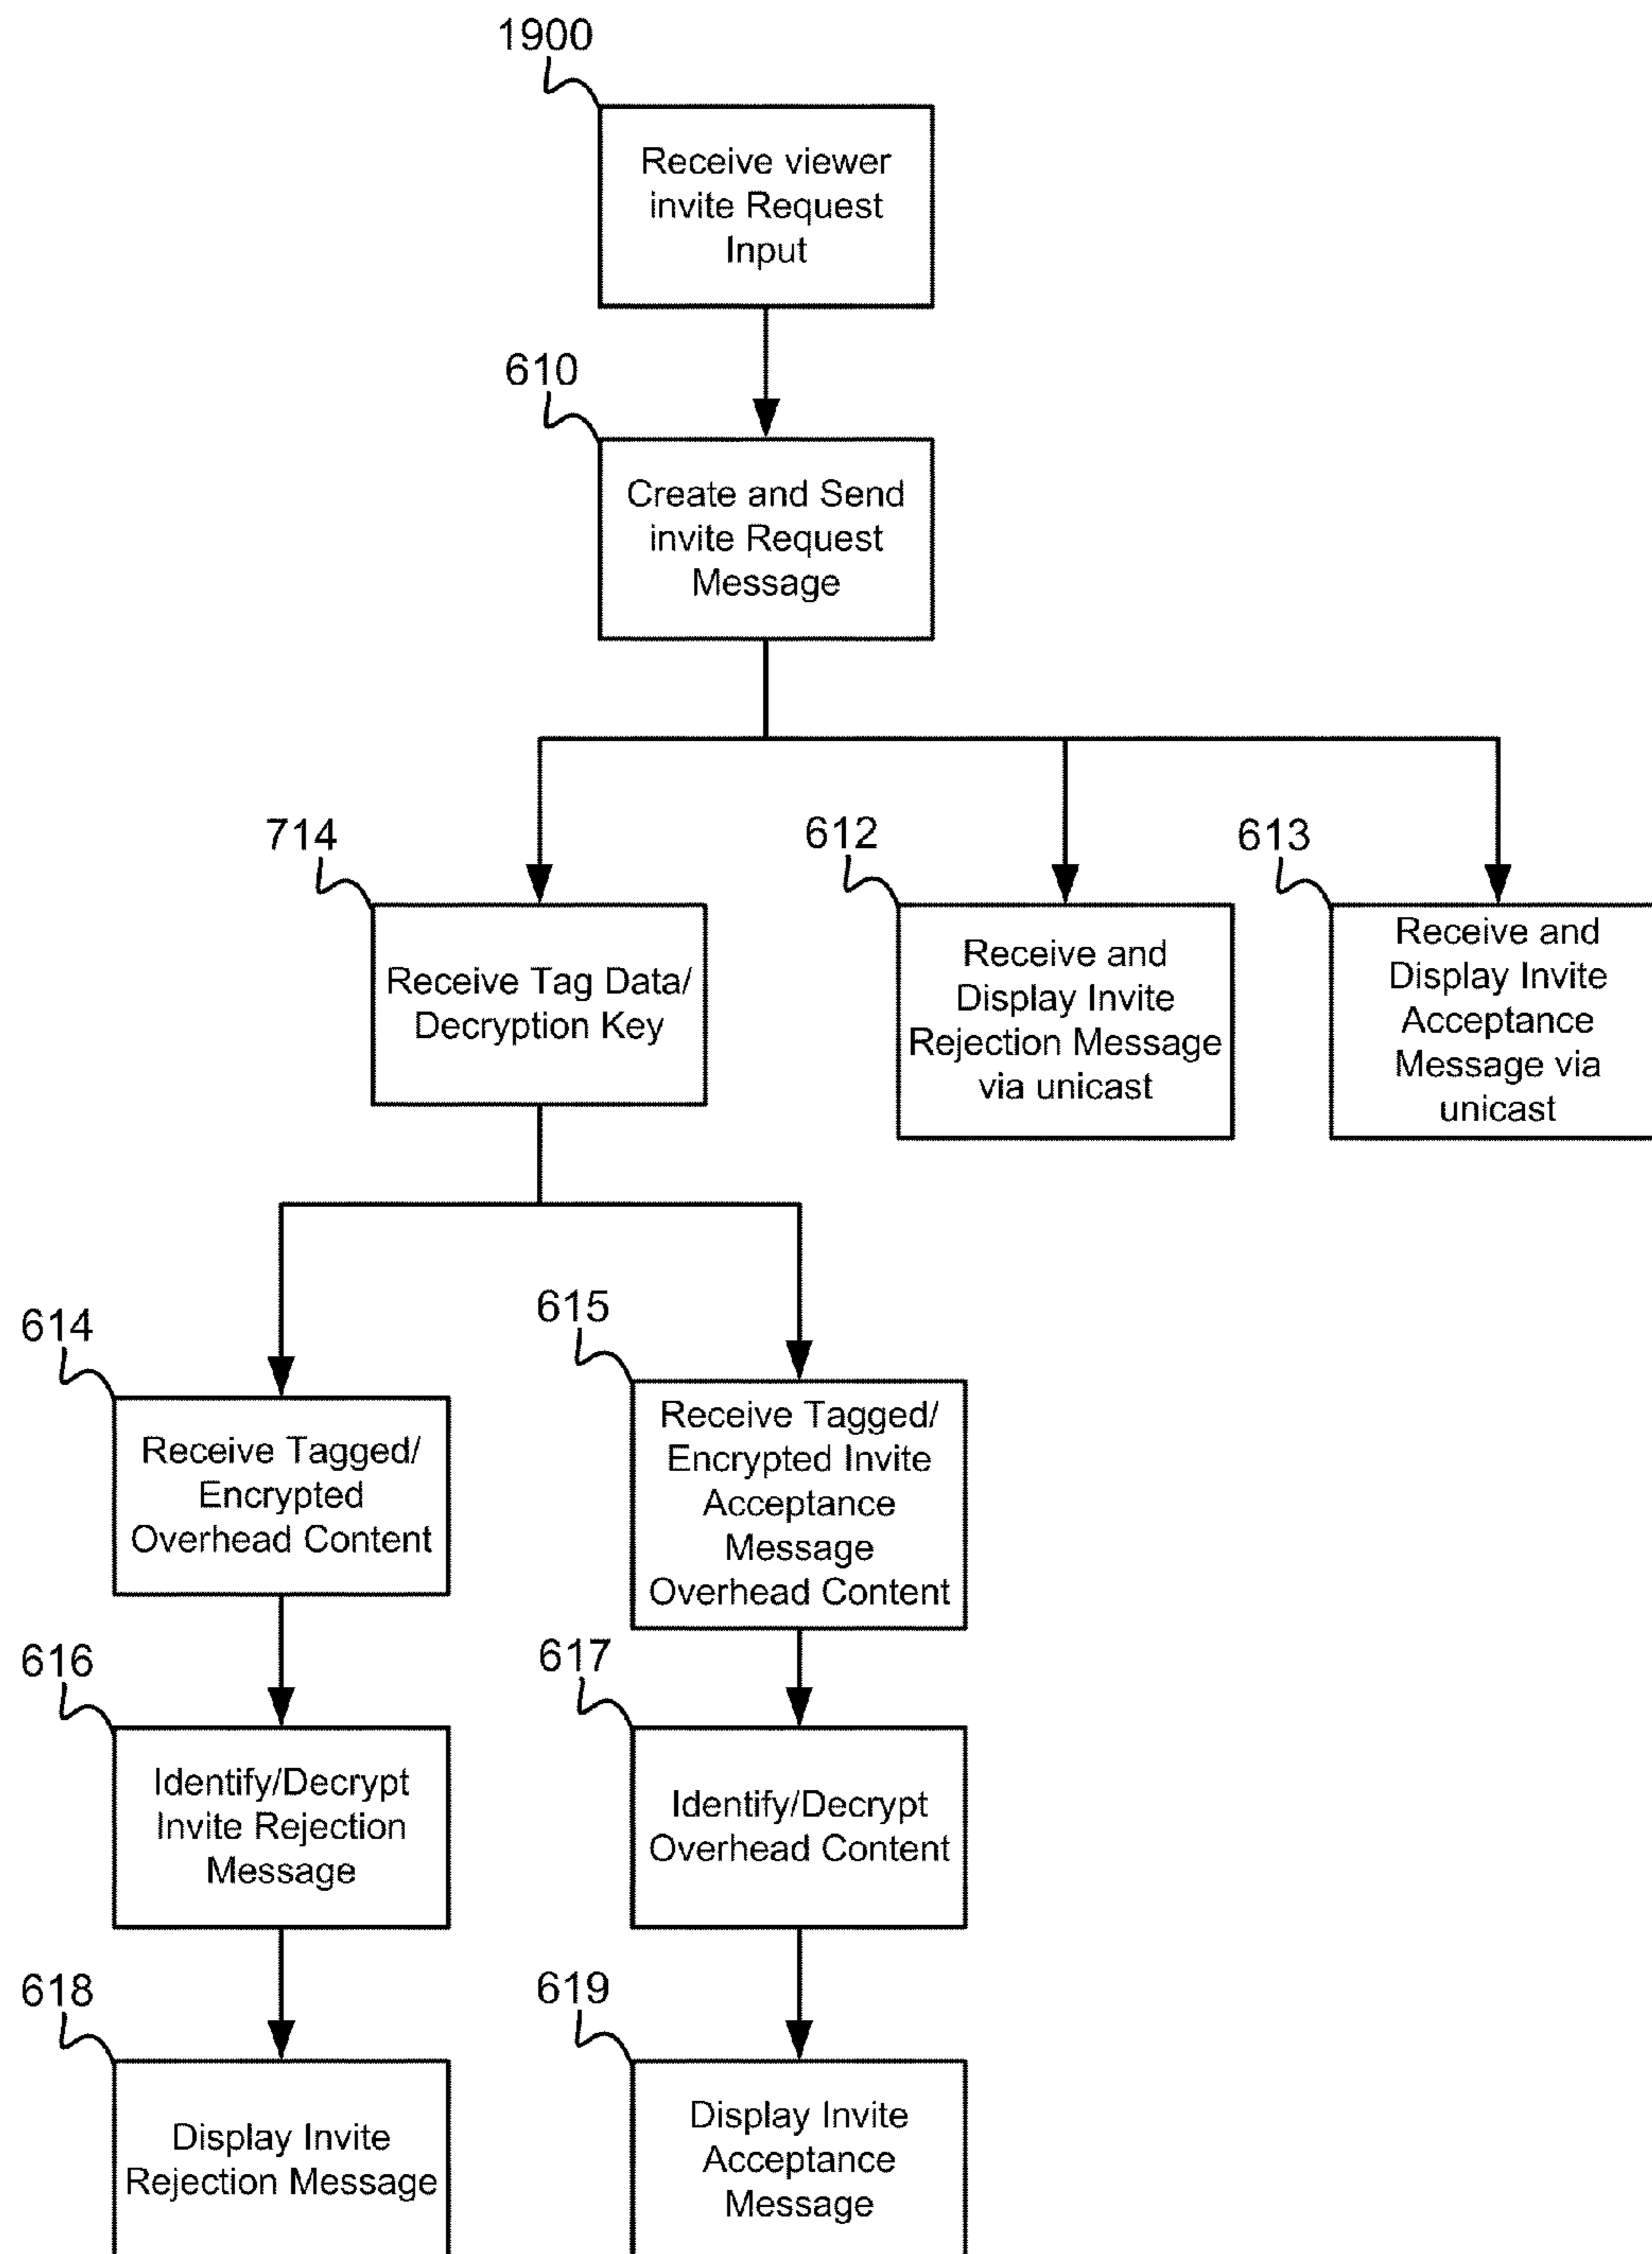 1900
Receive viewer
invite Request
Input
610
Create and Send
invite Request
Message
714
Receive Tag Data/
Decryption Key
612
Receive and
Display Invite
Rejection Message
via unicast
613
Receive and
Display Invite
Acceptance
Message via
unicast
614
Receive Tagged/
Encrypted
Overhead Content
615
Receive Tagged/
Encrypted Invite
Acceptance
Message
Overhead Content
616
Identify/Decrypt
Invite Rejection
Message
617
Identify/Decrypt
Overhead Content
618
Display Invite
Rejection Message
619
Display Invite
Acceptance
Message